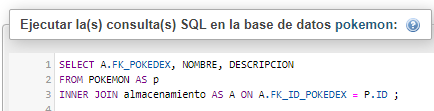 Ejecutar la(s) consulta(s) SQL en la base de datos pokemon:
1 SELECT A.FK_POKEDEX, NOMBRE, DESCRIPCION
2 FROM POKEMON AS p
3 INNER JOIN almacenamiento AS A ON A.FK_ID_POKEDEX = P.ID ;